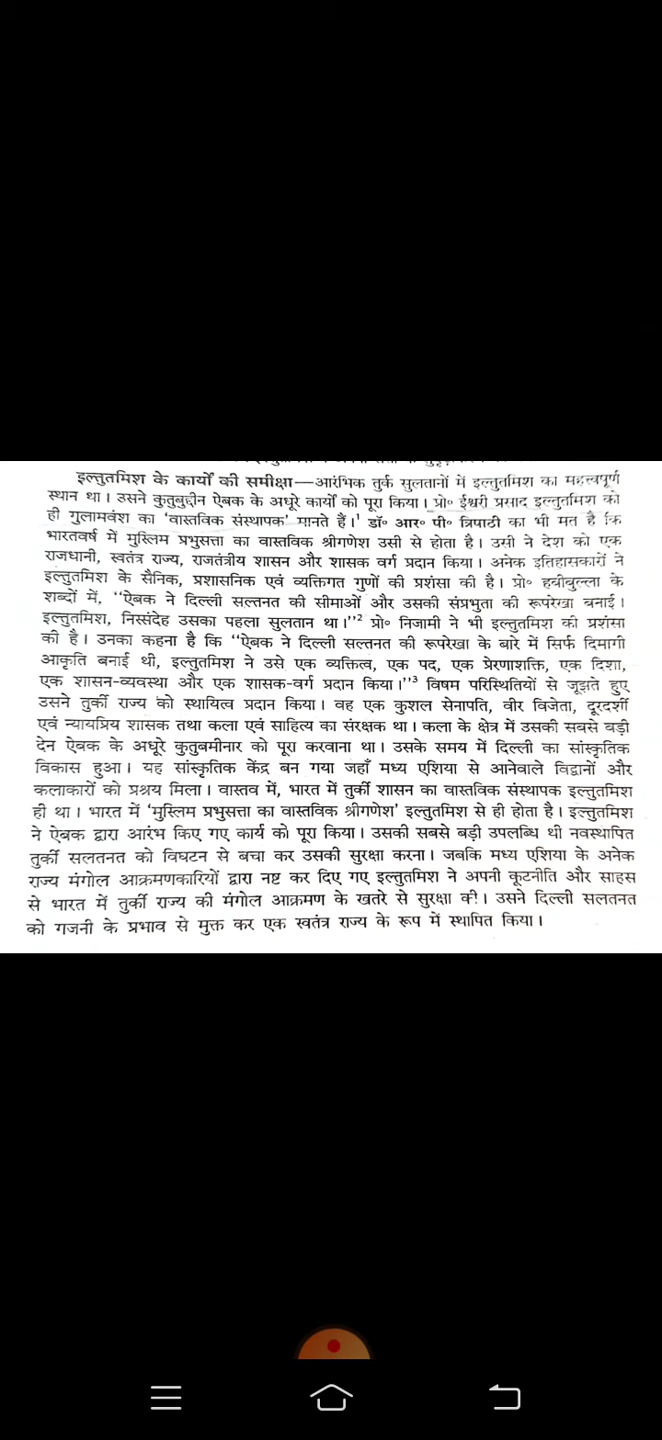 इल्तुतमिश के कार्यों की समीक्षा—आरंभिक तुर्क सुलतानों में इल्तुतमिश का महत्त्वपूर्ण
स्थान था। उसने कुतुबुद्दीन ऐबक के अधूरे कार्यों को पूरा किया। प्रो० ईश्वरी प्रसाद इल्तुतमिश को
ही गुलामवंश का ‘वास्तविक संस्थापक’ मानते हैं।¹ डॉ० आर० पी० त्रिपाठी का भी मत है कि
भारतवर्ष में मुस्लिम प्रभुसत्ता का वास्तविक श्रीगणेश उसी से होता है। उसी ने देश को एक
राजधानी, स्वतंत्र राज्य, राजतंत्रीय शासन और शासक वर्ग प्रदान किया। अनेक इतिहासकारों ने
इल्तुतमिश के सैनिक, प्रशासनिक एवं व्यक्तिगत गुणों की प्रशंसा की है। प्रो० हबीबुल्ला के
शब्दों में, “ऐबक ने दिल्ली सल्तनत की सीमाओं और उसकी संप्रभुता की रूपरेखा बनाई।
इल्तुतमिश, निस्संदेह उसका पहला सुलतान था।”² प्रो० निजामी ने भी इल्तुतमिश की प्रशंसा
की है। उनका कहना है कि “ऐबक ने दिल्ली सल्तनत की रूपरेखा के बारे में सिर्फ दिमागी
आकृति बनाई थी, इल्तुतमिश ने उसे एक व्यक्तित्व, एक पद, एक प्रेरणाशक्ति, एक दिशा,
एक शासन-व्यवस्था और एक शासक-वर्ग प्रदान किया।”³ विषम परिस्थितियों से जूझते हुए
उसने तुर्की राज्य को स्थायित्व प्रदान किया। वह एक कुशल सेनापति, वीर विजेता, दूरदर्शी
एवं न्यायप्रिय शासक तथा कला एवं साहित्य का संरक्षक था। कला के क्षेत्र में उसकी सबसे बड़ी
देन ऐबक के अधूरे कुतुबमीनार को पूरा करवाना था। उसके समय में दिल्ली का सांस्कृतिक
विकास हुआ। यह सांस्कृतिक केंद्र बन गया जहाँ मध्य एशिया से आनेवाले विद्वानों और
कलाकारों को प्रश्रय मिला। वास्तव में, भारत में तुर्की शासन का वास्तविक संस्थापक इल्तुतमिश
ही था। भारत में ‘मुस्लिम प्रभुसत्ता का वास्तविक श्रीगणेश’ इल्तुतमिश से ही होता है। इल्तुतमिश
ने ऐबक द्वारा आरंभ किए गए कार्य को पूरा किया। उसकी सबसे बड़ी उपलब्धि थी नवस्थापित
तुर्की सलतनत को विघटन से बचा कर उसकी सुरक्षा करना। जबकि मध्य एशिया के अनेक
राज्य मंगोल आक्रमणकारियों द्वारा नष्ट कर दिए गए इल्तुतमिश ने अपनी कूटनीति और साहस
से भारत में तुर्की राज्य की मंगोल आक्रमण के खतरे से सुरक्षा की। उसने दिल्ली सलतनत
को गजनी के प्रभाव से मुक्त कर एक स्वतंत्र राज्य के रूप में स्थापित किया।